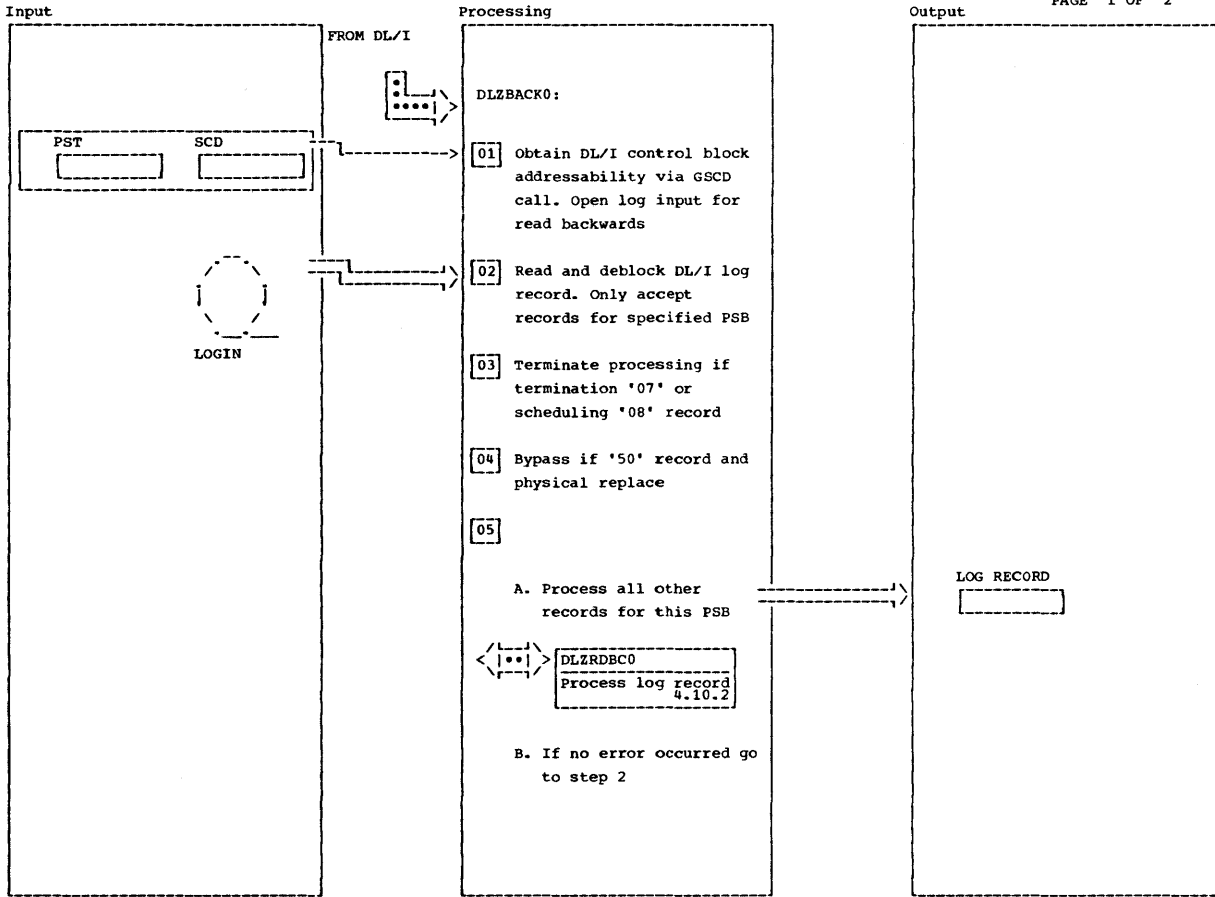 PAGE 1 OF 2
Input
Processing
Output
FROM DL/I
DLZBACK0:
PST
SCD
01 Obtain DL/I control block
addressability via GSCD
call. Open log input for
read backwards
02 Read and deblock DL/I log
record. Only accept
records for specified PSB
LOGIN
03 Terminate processing if
termination '07' or
scheduling '08' record
04 Bypass if '50' record and
physical replace
05
A. Process all other
records for this PSB
LOG RECORD
DLZRDBC0
Process log record
4.10.2
B. If no error occurred go
to step 2